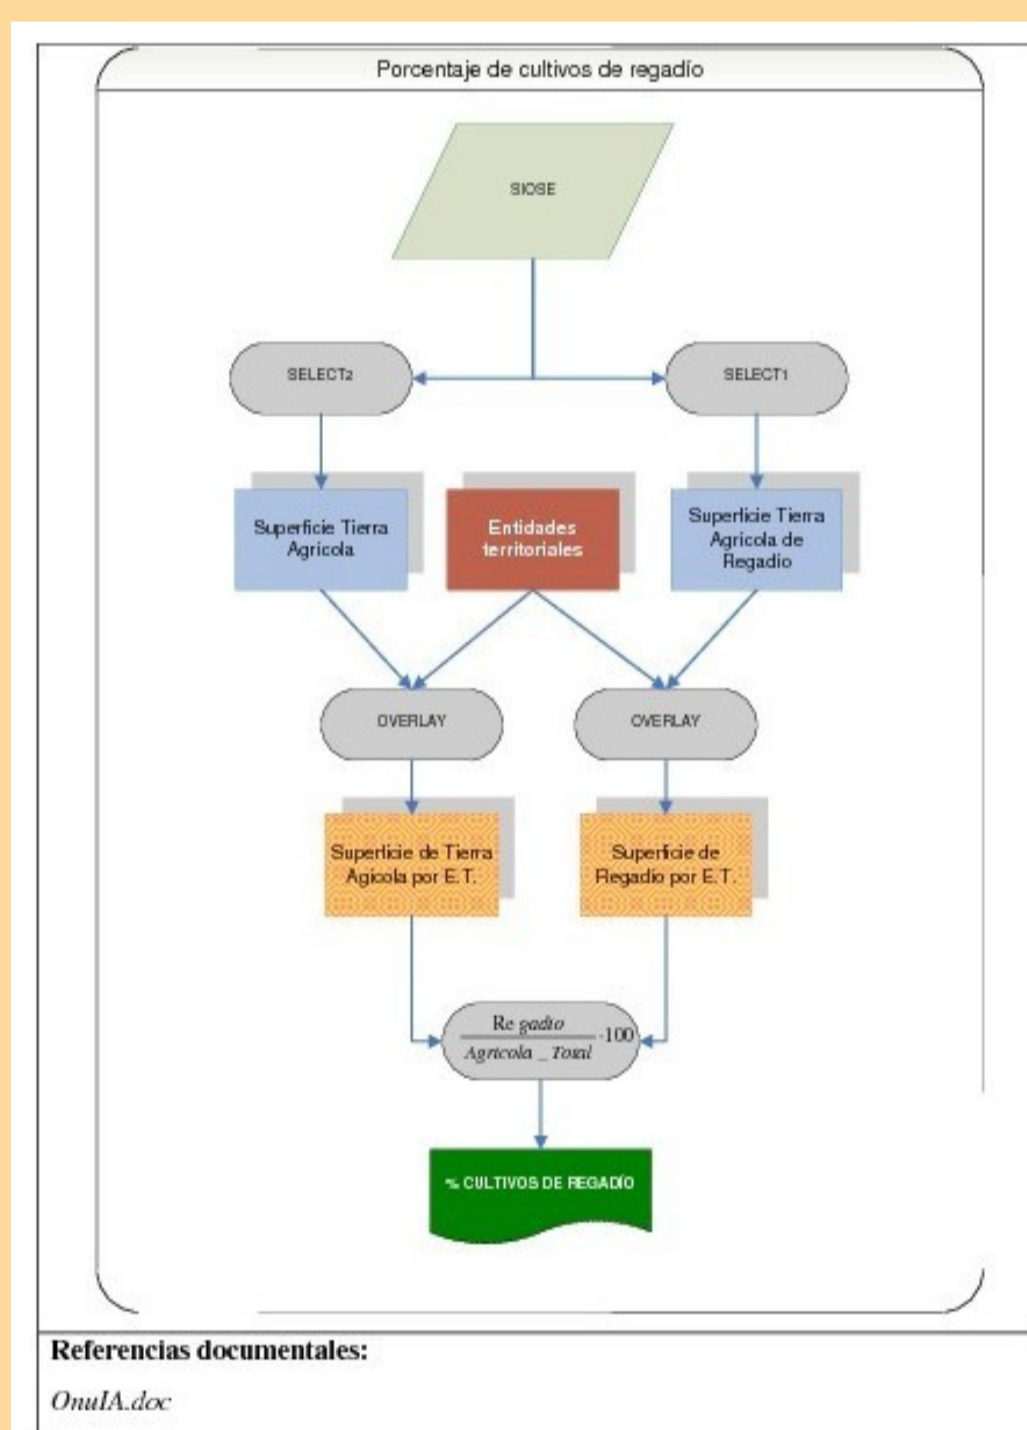 Porcentaje de cultivos de regadío
SIOSE
SELECT2
SELECT1
Superficie Tierra
Agrícola
Entidades
territoriales
Superficie Tierra
Agrícola de
Regadío
OVERLAY
OVERLAY
Superficie de Tierra
Agícola por E.T.
Superficie de
Regadío por E.T.
Re gadio
Agrícola _ Total
·100
% CULTIVOS DE REGADÍO
Referencias documentales:
OnuIA.doc